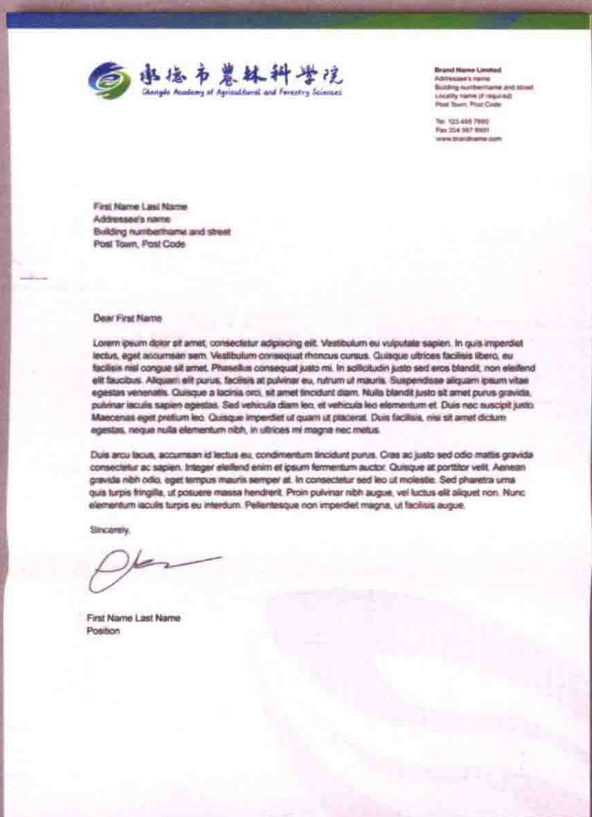 承德市農林科學院
Chengde Academy of Agricultural and Forestry Sciences
Brand Name Limited
Addressee's name
Building number/name and street
Locality name (if required)
Post Town, Post Code
Tel: 123 456 7890
Fax 234 567 8901
www.brandname.com
First Name Last Name
Addressee's name
Building number/name and street
Post Town, Post Code
Dear First Name
Lorem ipsum dolor sit amet, consectetur adipiscing elit. Vestibulum eu vulputate sapien. In quis imperdiet
lectus, eget accumsan sem. Vestibulum consequat rhoncus cursus. Quisque ultrices facilisis libero, eu
facilisis nisl congue sit amet. Phasellus consequat justo mi. In sollicitudin justo sed eros blandit, non eleifend
elit faucibus. Aliquam elit purus, facilisis at pulvinar eu, rutrum ut mauris. Suspendisse aliquam ipsum vitae
egestas venenatis. Quisque a lacinia orci, sit amet tincidunt diam. Nulla blandit justo sit amet purus gravida,
pulvinar iaculis sapien egestas. Sed vehicula diam leo, et vehicula leo elementum et. Duis nec suscipit justo.
Maecenas eget pretium leo. Quisque imperdiet ut quam ut placerat. Duis facilisis, nisi sit amet dictum
egestas, neque nulla elementum nibh, in ultrices mi magna nec metus.
Duis arcu lacus, accumsan id lectus eu, condimentum tincidunt purus. Cras ac justo sed odio mattis gravida
consectetur ac sapien. Integer eleifend enim et ipsum fermentum auctor. Quisque at porttitor velit. Aenean
gravida nibh odio, eget tempus mauris semper at. In consectetur sed leo ut molestie. Sed pharetra urna
quis turpis fringilla, ut posuere massa hendrerit. Proin pulvinar nibh augue, vel luctus elit aliquet non. Nunc
elementum iaculis turpis eu interdum. Pellentesque non imperdiet magna, ut facilisis augue.
Sincerely,
First Name Last Name
Position